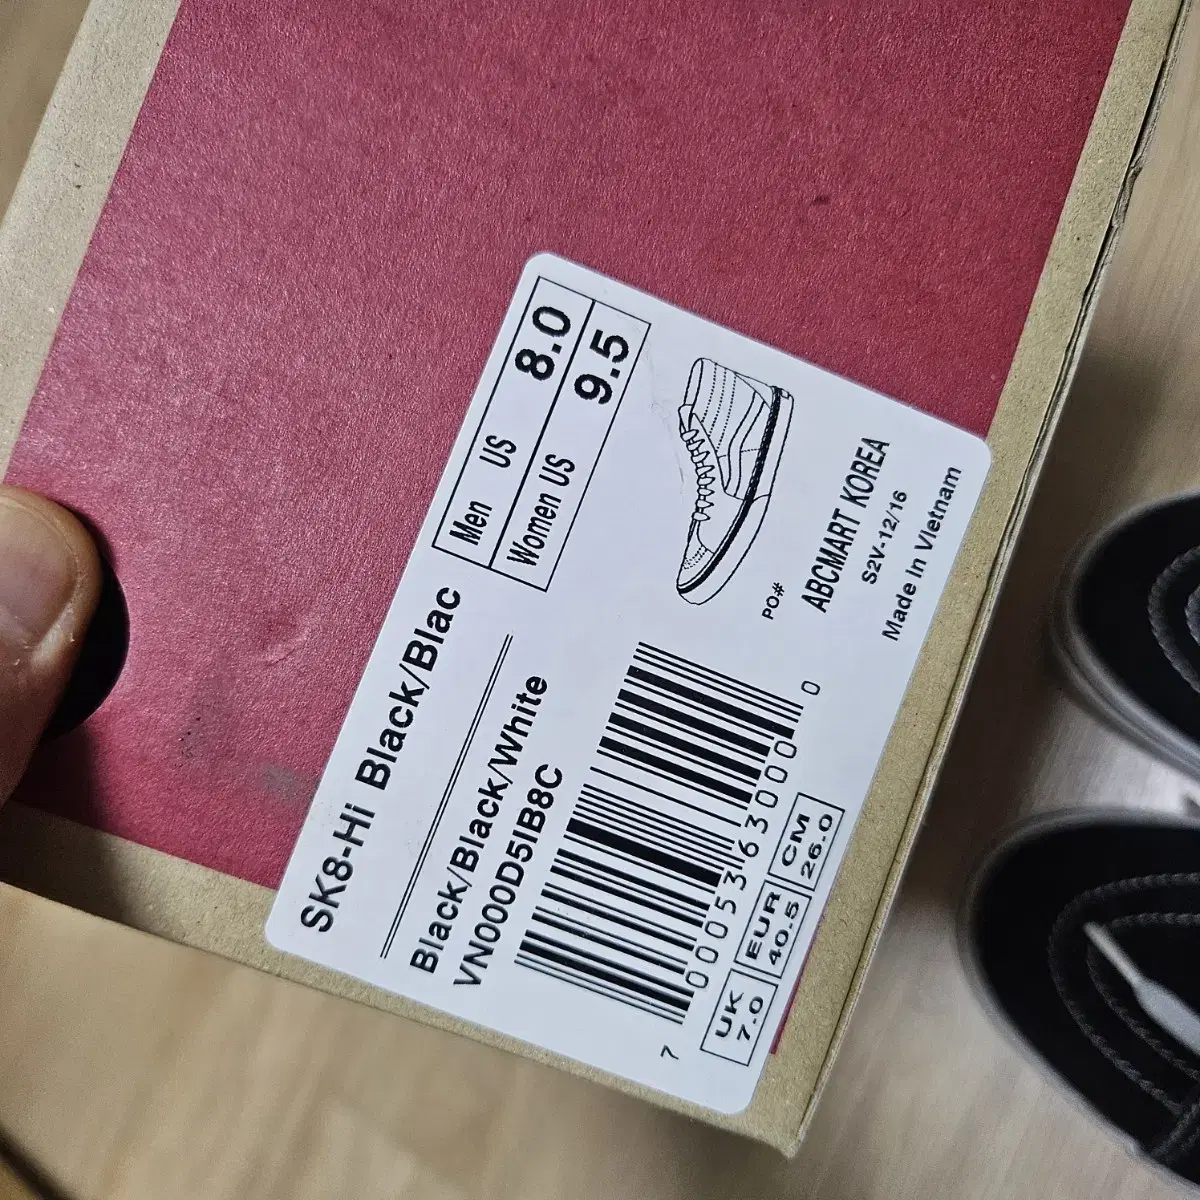 SK8-Hi Black/Blac
Men US 8.0
Women US 9.5
Black/Black/White
VN000D5IB8C
PO#
ABCMART KOREA
S2V-12/16
Made In Vietnam
7 00053 63000 0
UK EUR CM
7.0 40.5 26.0